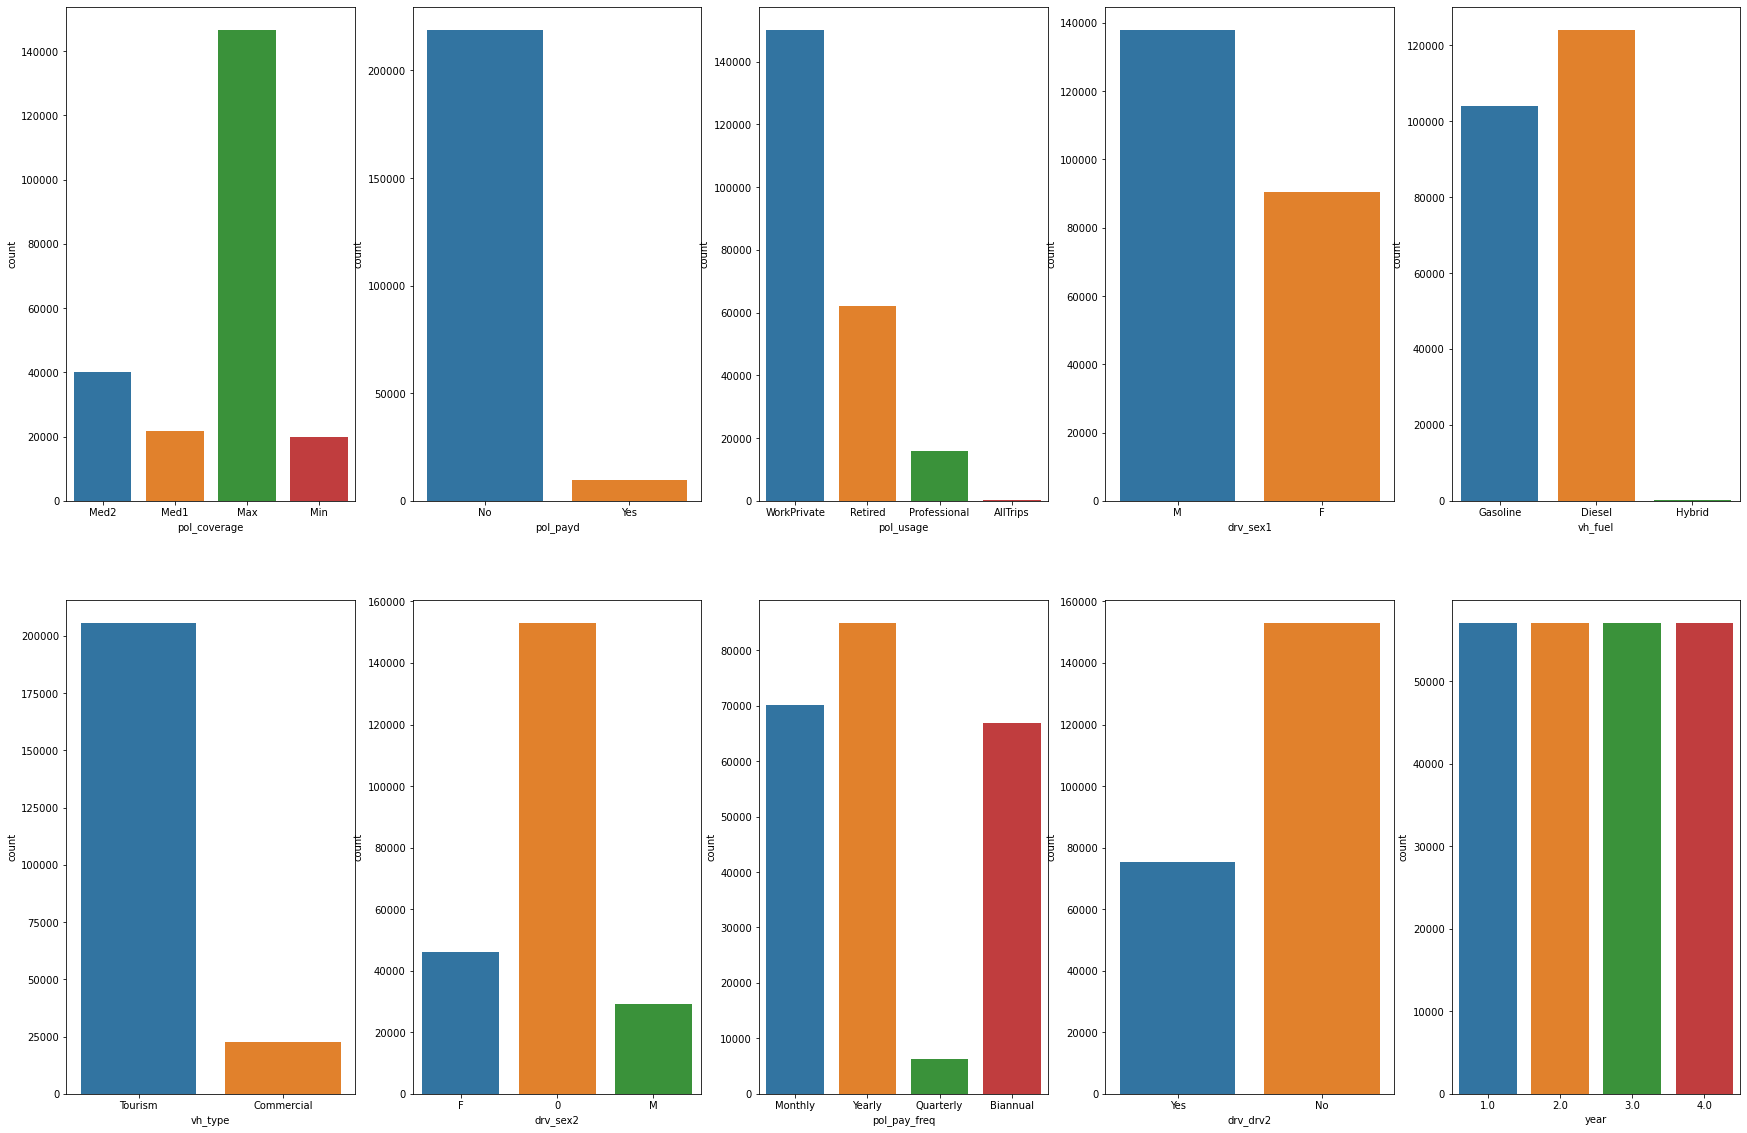 140000
120000
100000
80000
60000
40000
20000
0
count
Med2 Med1 Max Min
pol_coverage
200000
150000
100000
50000
0
count
No Yes
pol_payd
140000
120000
100000
80000
60000
40000
20000
0
count
WorkPrivate Retired Professional AllTrips
pol_usage
140000
120000
100000
80000
60000
40000
20000
0
count
M F
drv_sex1
120000
100000
80000
60000
40000
20000
0
count
Gasoline Diesel Hybrid
vh_fuel
200000
175000
150000
125000
100000
75000
50000
25000
0
count
Tourism Commercial
vh_type
160000
140000
120000
100000
80000
60000
40000
20000
0
count
F 0 M
drv_sex2
80000
70000
60000
50000
40000
30000
20000
10000
0
count
Monthly Yearly Quarterly Biannual
pol_pay_freq
160000
140000
120000
100000
80000
60000
40000
20000
0
count
Yes No
drv_drv2
50000
40000
30000
20000
10000
0
count
1.0 2.0 3.0 4.0
year